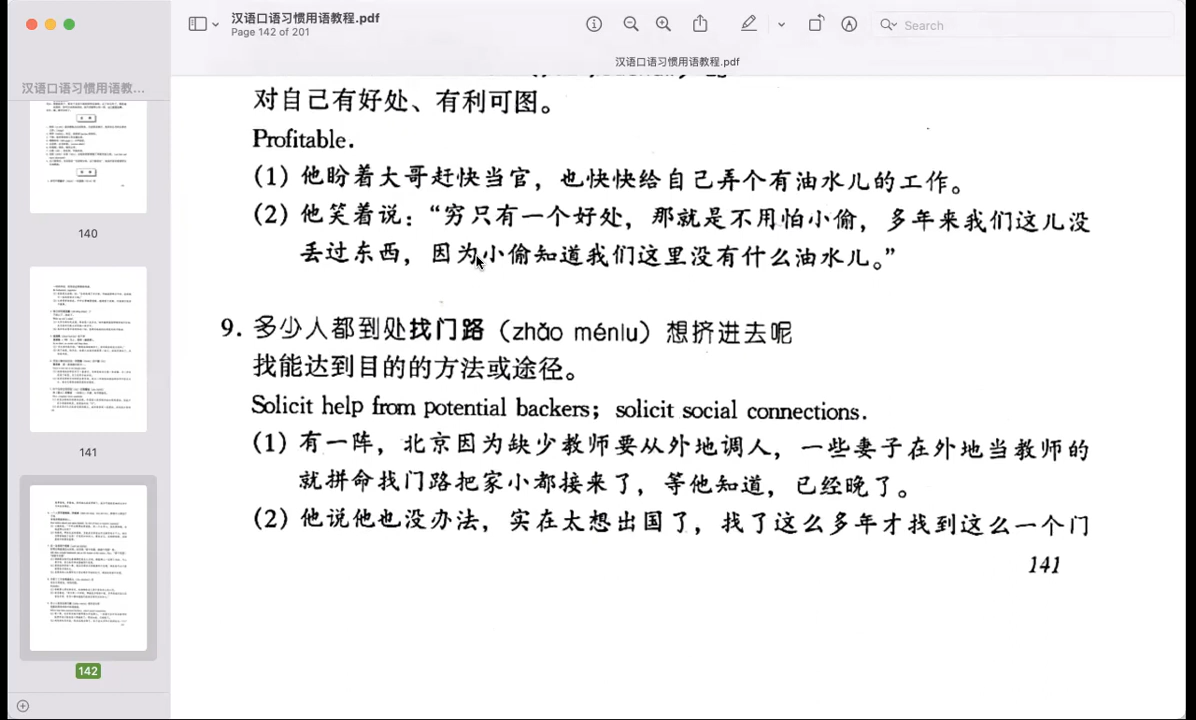 汉语口语习惯用语教程.pdf
Page 142 of 201
Search
汉语口语习惯用语教...
汉语口语习惯用语教程.pdf
140
141
142
对自己有好处、有利可图。
Profitable.
(1) 他盼着大哥赶快当官，也快快给自己弄个有油水儿的工作。
(2) 他笑着说：“穷只有一个好处，那就是不用怕小偷，多年来我们这儿没
丢过东西，因为小偷知道我们这里没有什么油水儿。”
9. 多少人都到处找门路（zhǎo ménlu）想挤进去呢
找能达到目的的方法或途径。
Solicit help from potential backers; solicit social connections.
(1) 有一阵，北京因为缺少教师要从外地调人，一些妻子在外地当教师的
就拼命找门路把家小都接来了，等他知道，已经晚了。
(2) 他说他也没办法，实在太想出国了，找了这么多年才找到这么一个门
141